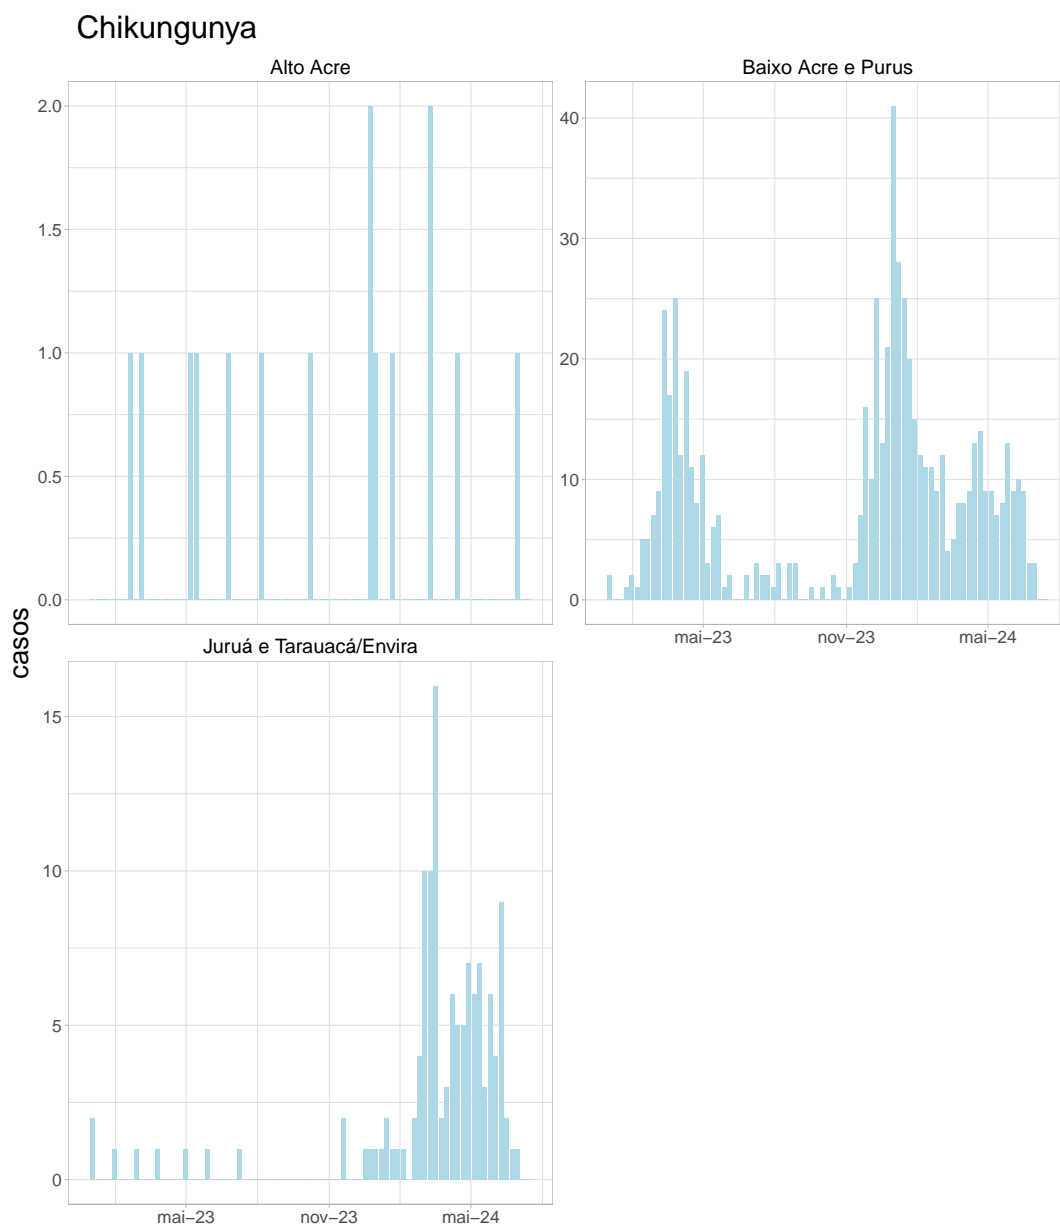 Chikungunya
Alto Acre
2.0
1.5
1.0
0.5
0.0
Baixo Acre e Purus
40
30
20
10
0
mai–23 nov–23 mai–24
casos
Juruá e Tarauacá/Envira
15
10
5
0
mai–23 nov–23 mai–24